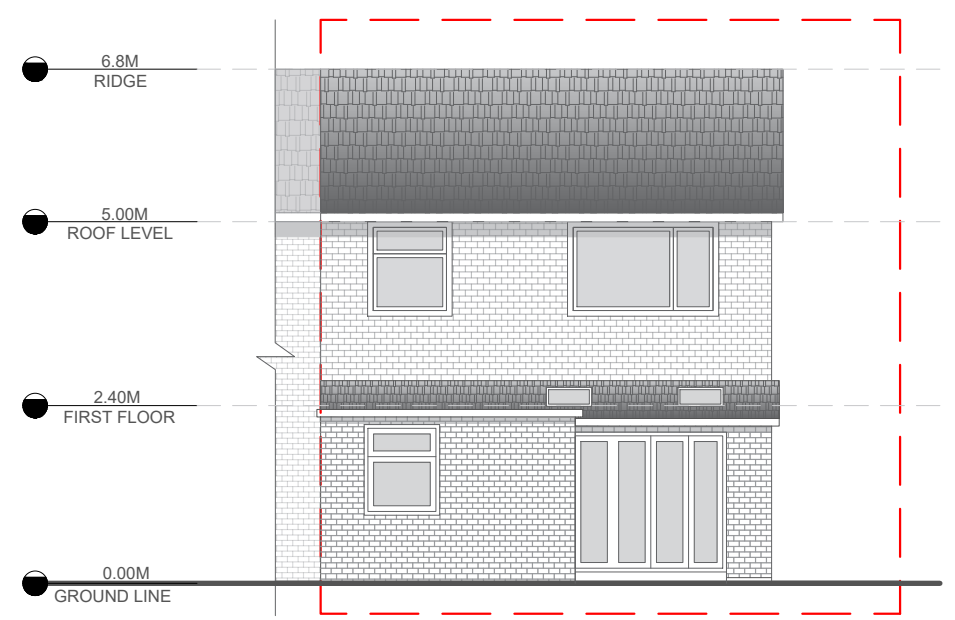 6.8M
RIDGE
5.00M
ROOF LEVEL
2.40M
FIRST FLOOR
0.00M
GROUND LINE